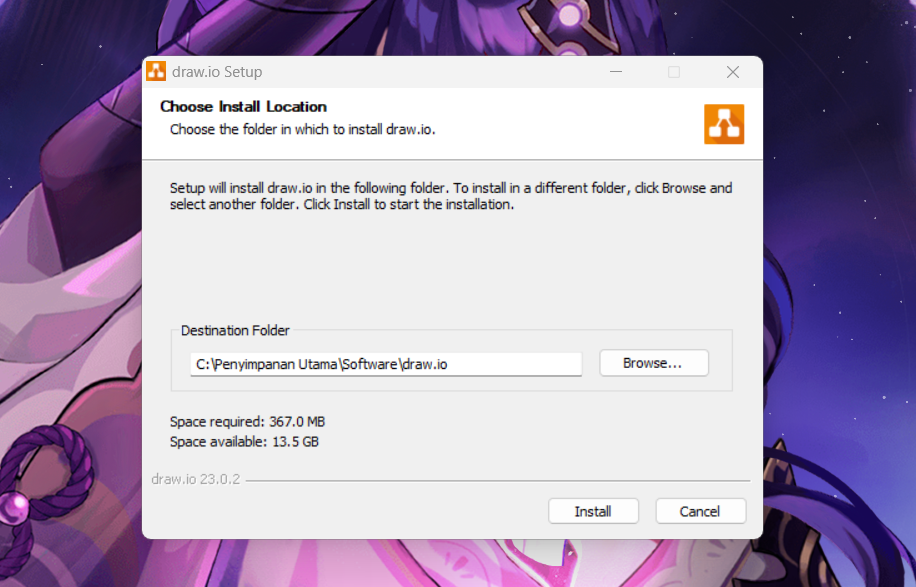 draw.io Setup
Choose Install Location
Choose the folder in which to install draw.io.
Setup will install draw.io in the following folder. To install in a different folder, click Browse and
select another folder. Click Install to start the installation.
Destination Folder
C:\Penyimpanan Utama\Software\draw.io
Browse...
Space required: 367.0 MB
Space available: 13.5 GB
draw.io 23.0.2
Install
Cancel